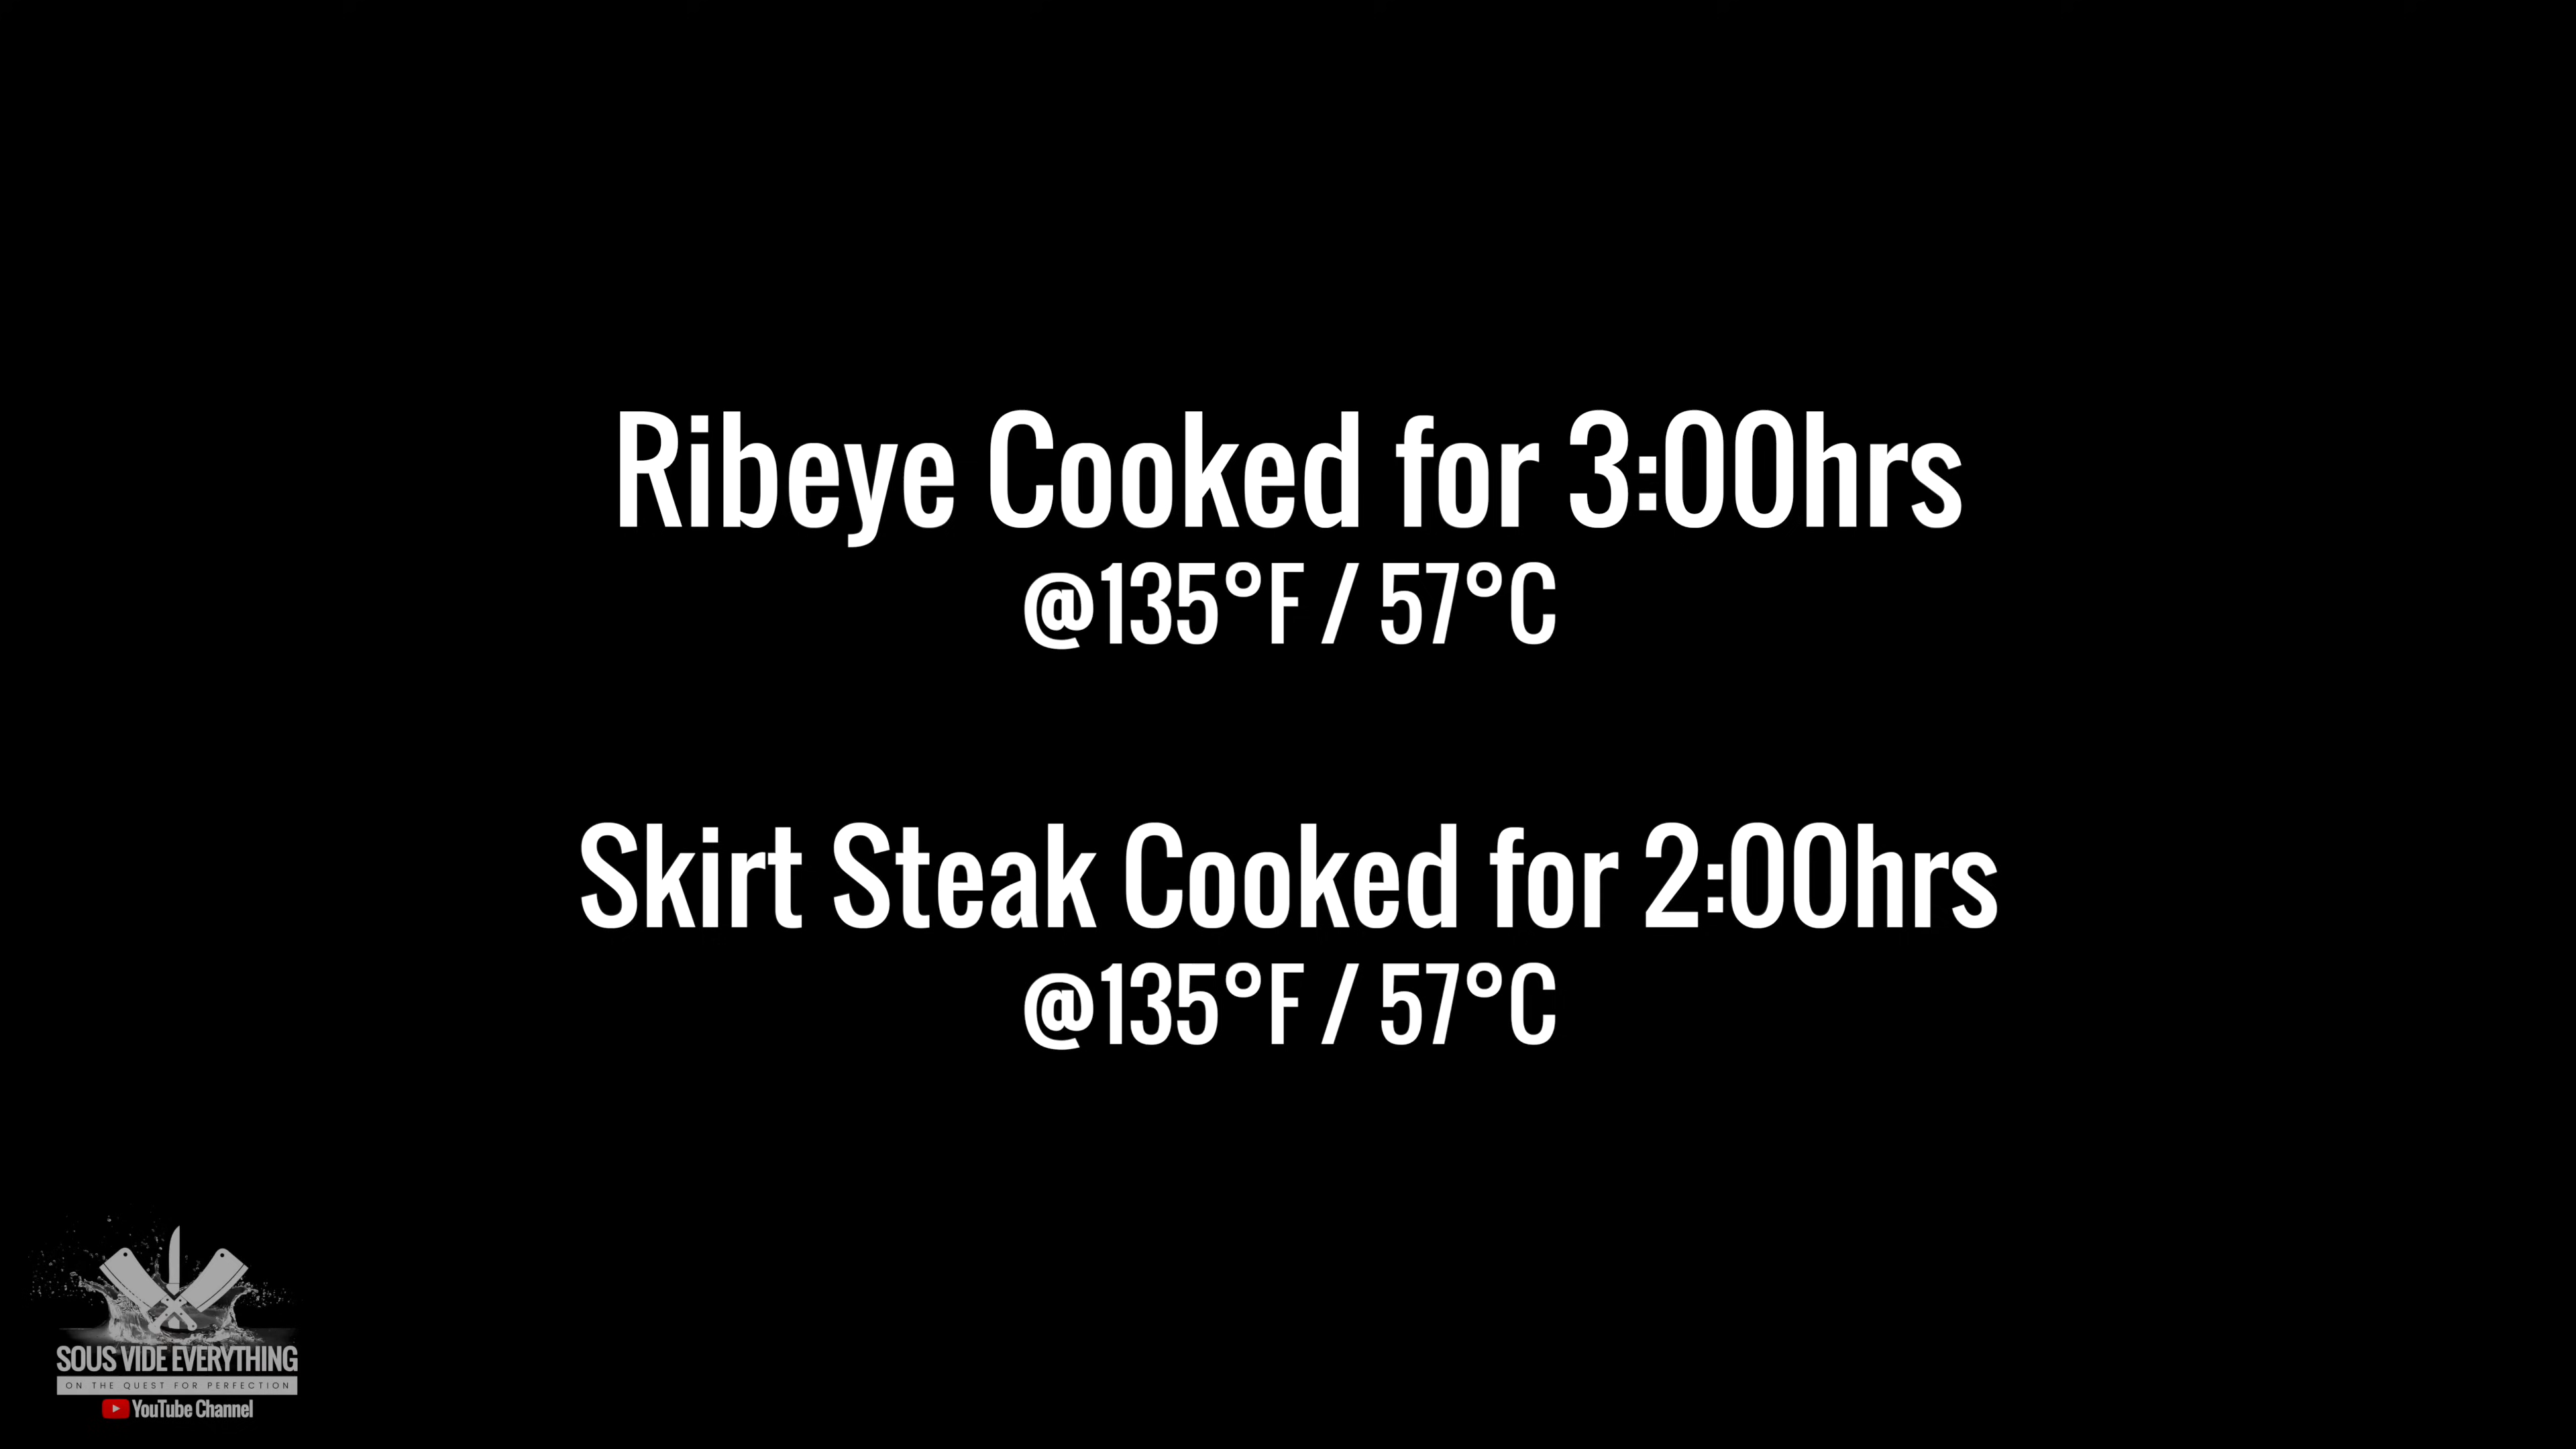 Ribeye Cooked for 3:00hrs
@135°F / 57°C
Skirt Steak Cooked for 2:00hrs
@135°F / 57°C
SOUS VIDE EVERYTHING
ON THE QUEST FOR PERFECTION
YouTube Channel